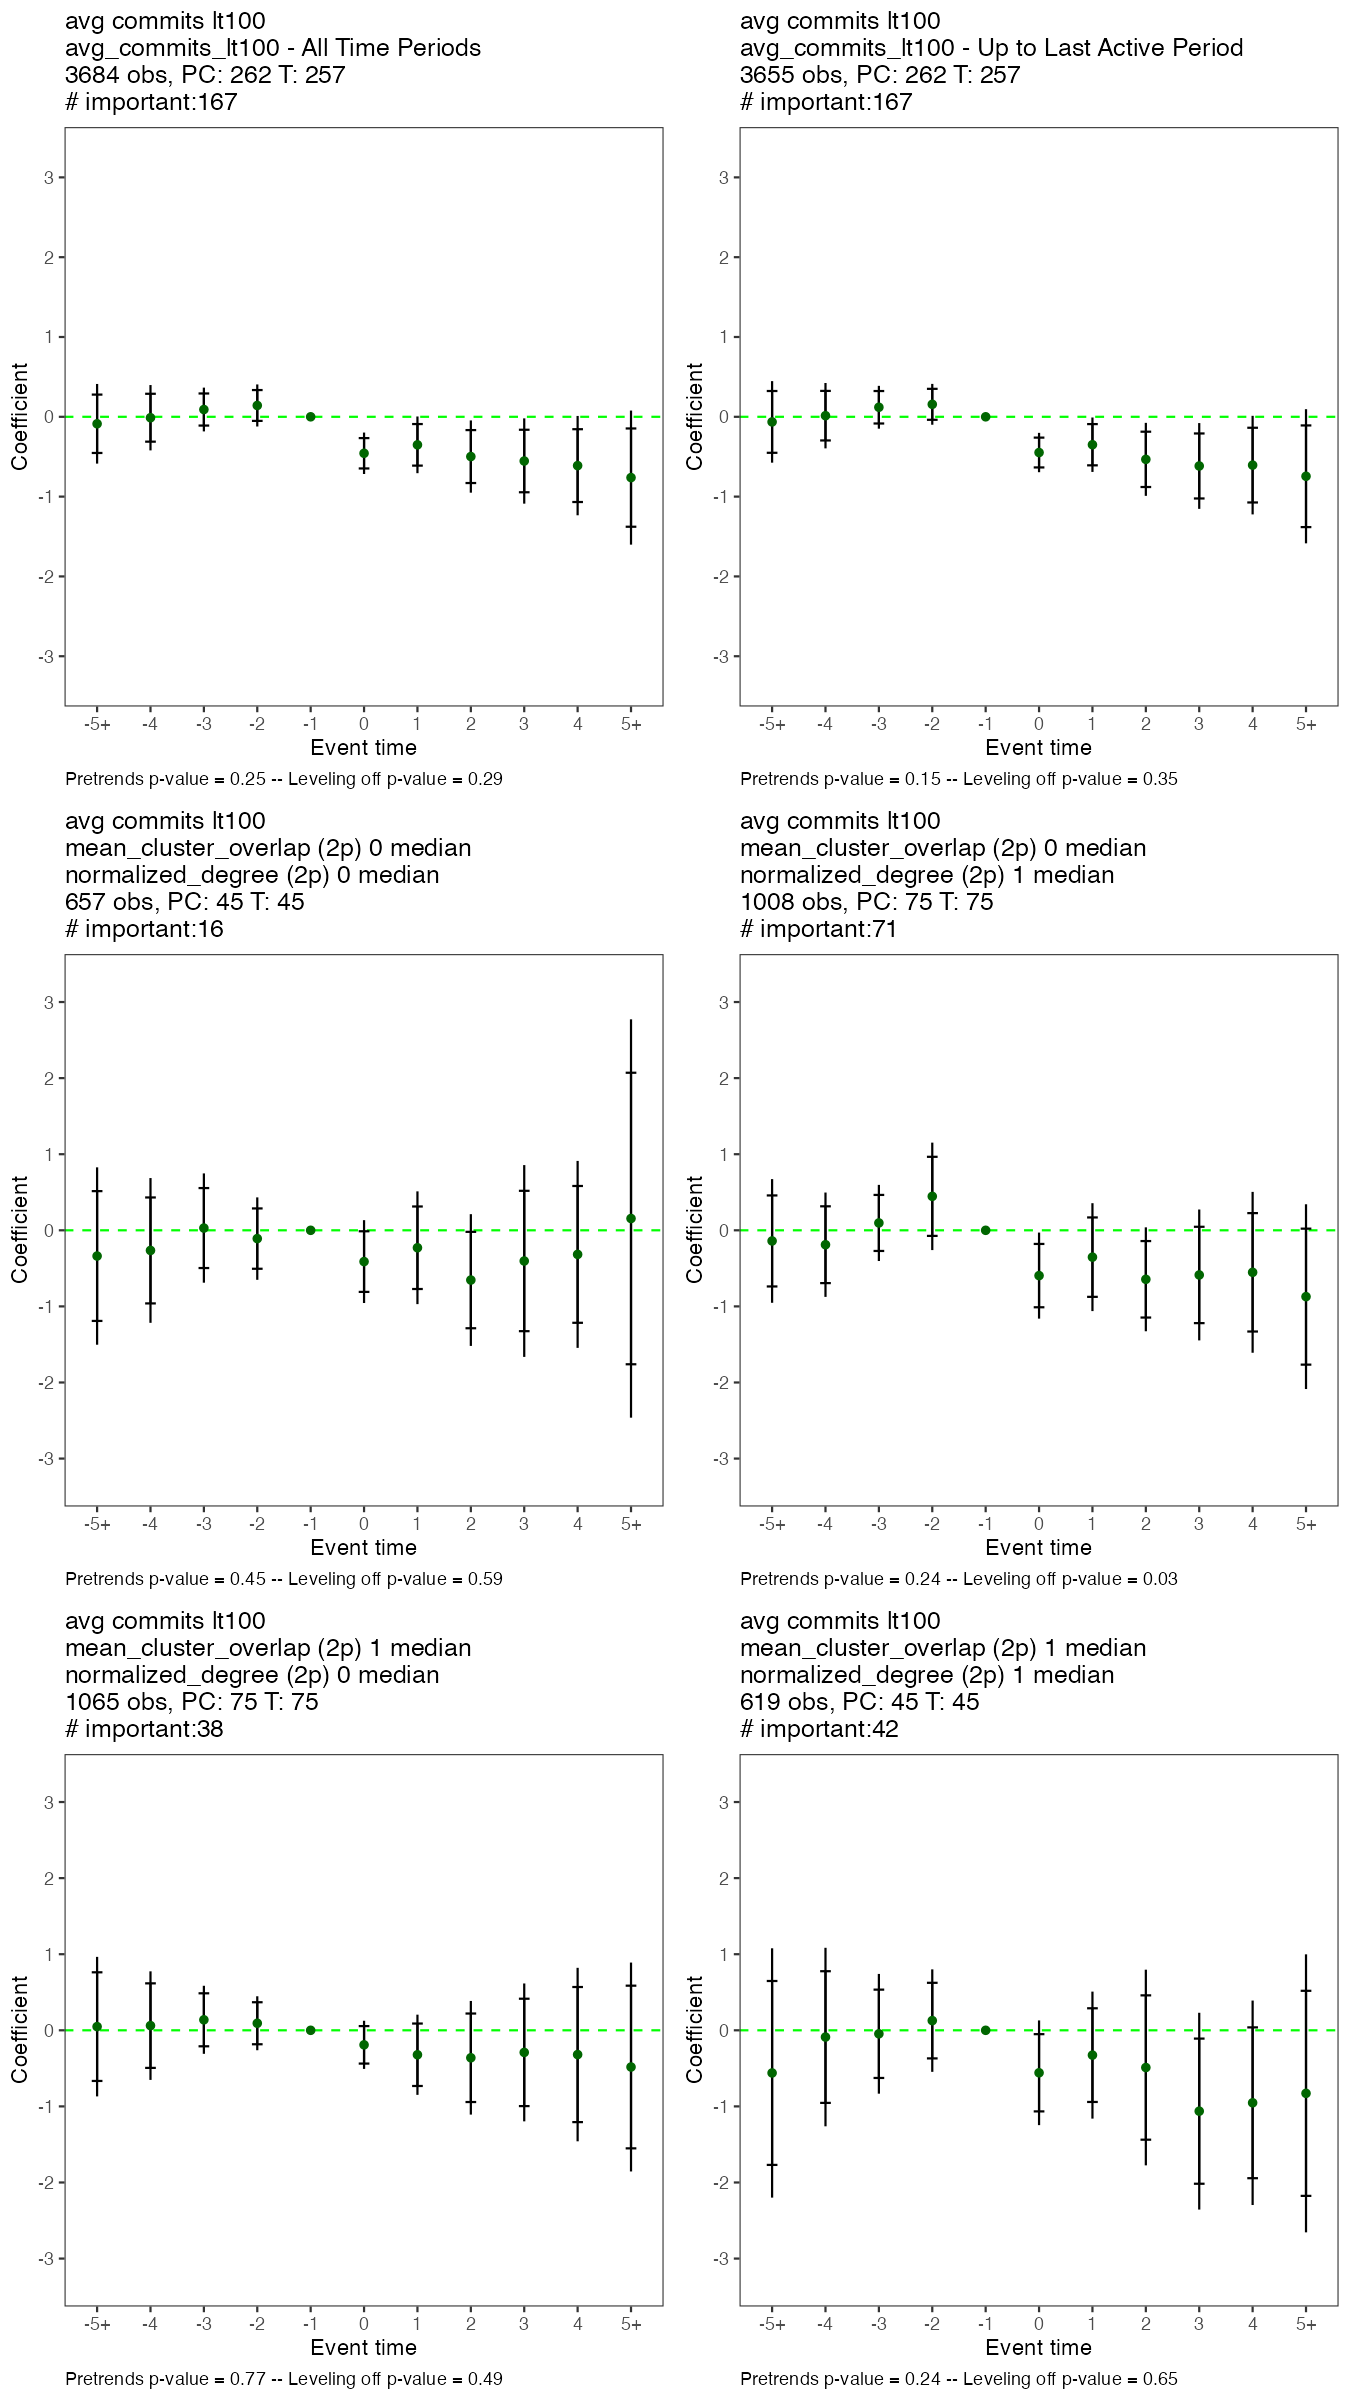 avg commits lt100
avg_commits_lt100 - All Time Periods
3684 obs, PC: 262 T: 257
# important:167
3
2
1
0
-1
-2
-3
Coefficient
-5+ -4 -3 -2 -1 0 1 2 3 4 5+
Event time
Pretrends p-value = 0.25 -- Leveling off p-value = 0.29
avg commits lt100
avg_commits_lt100 - Up to Last Active Period
3655 obs, PC: 262 T: 257
# important:167
3
2
1
0
-1
-2
-3
Coefficient
-5+ -4 -3 -2 -1 0 1 2 3 4 5+
Event time
Pretrends p-value = 0.15 -- Leveling off p-value = 0.35
avg commits lt100
mean_cluster_overlap (2p) 0 median
normalized_degree (2p) 0 median
657 obs, PC: 45 T: 45
# important:16
3
2
1
0
-1
-2
-3
Coefficient
-5+ -4 -3 -2 -1 0 1 2 3 4 5+
Event time
Pretrends p-value = 0.45 -- Leveling off p-value = 0.59
avg commits lt100
mean_cluster_overlap (2p) 0 median
normalized_degree (2p) 1 median
1008 obs, PC: 75 T: 75
# important:71
3
2
1
0
-1
-2
-3
Coefficient
-5+ -4 -3 -2 -1 0 1 2 3 4 5+
Event time
Pretrends p-value = 0.24 -- Leveling off p-value = 0.03
avg commits lt100
mean_cluster_overlap (2p) 1 median
normalized_degree (2p) 0 median
1065 obs, PC: 75 T: 75
# important:38
3
2
1
0
-1
-2
-3
Coefficient
-5+ -4 -3 -2 -1 0 1 2 3 4 5+
Event time
Pretrends p-value = 0.77 -- Leveling off p-value = 0.49
avg commits lt100
mean_cluster_overlap (2p) 1 median
normalized_degree (2p) 1 median
619 obs, PC: 45 T: 45
# important:42
3
2
1
0
-1
-2
-3
Coefficient
-5+ -4 -3 -2 -1 0 1 2 3 4 5+
Event time
Pretrends p-value = 0.24 -- Leveling off p-value = 0.65